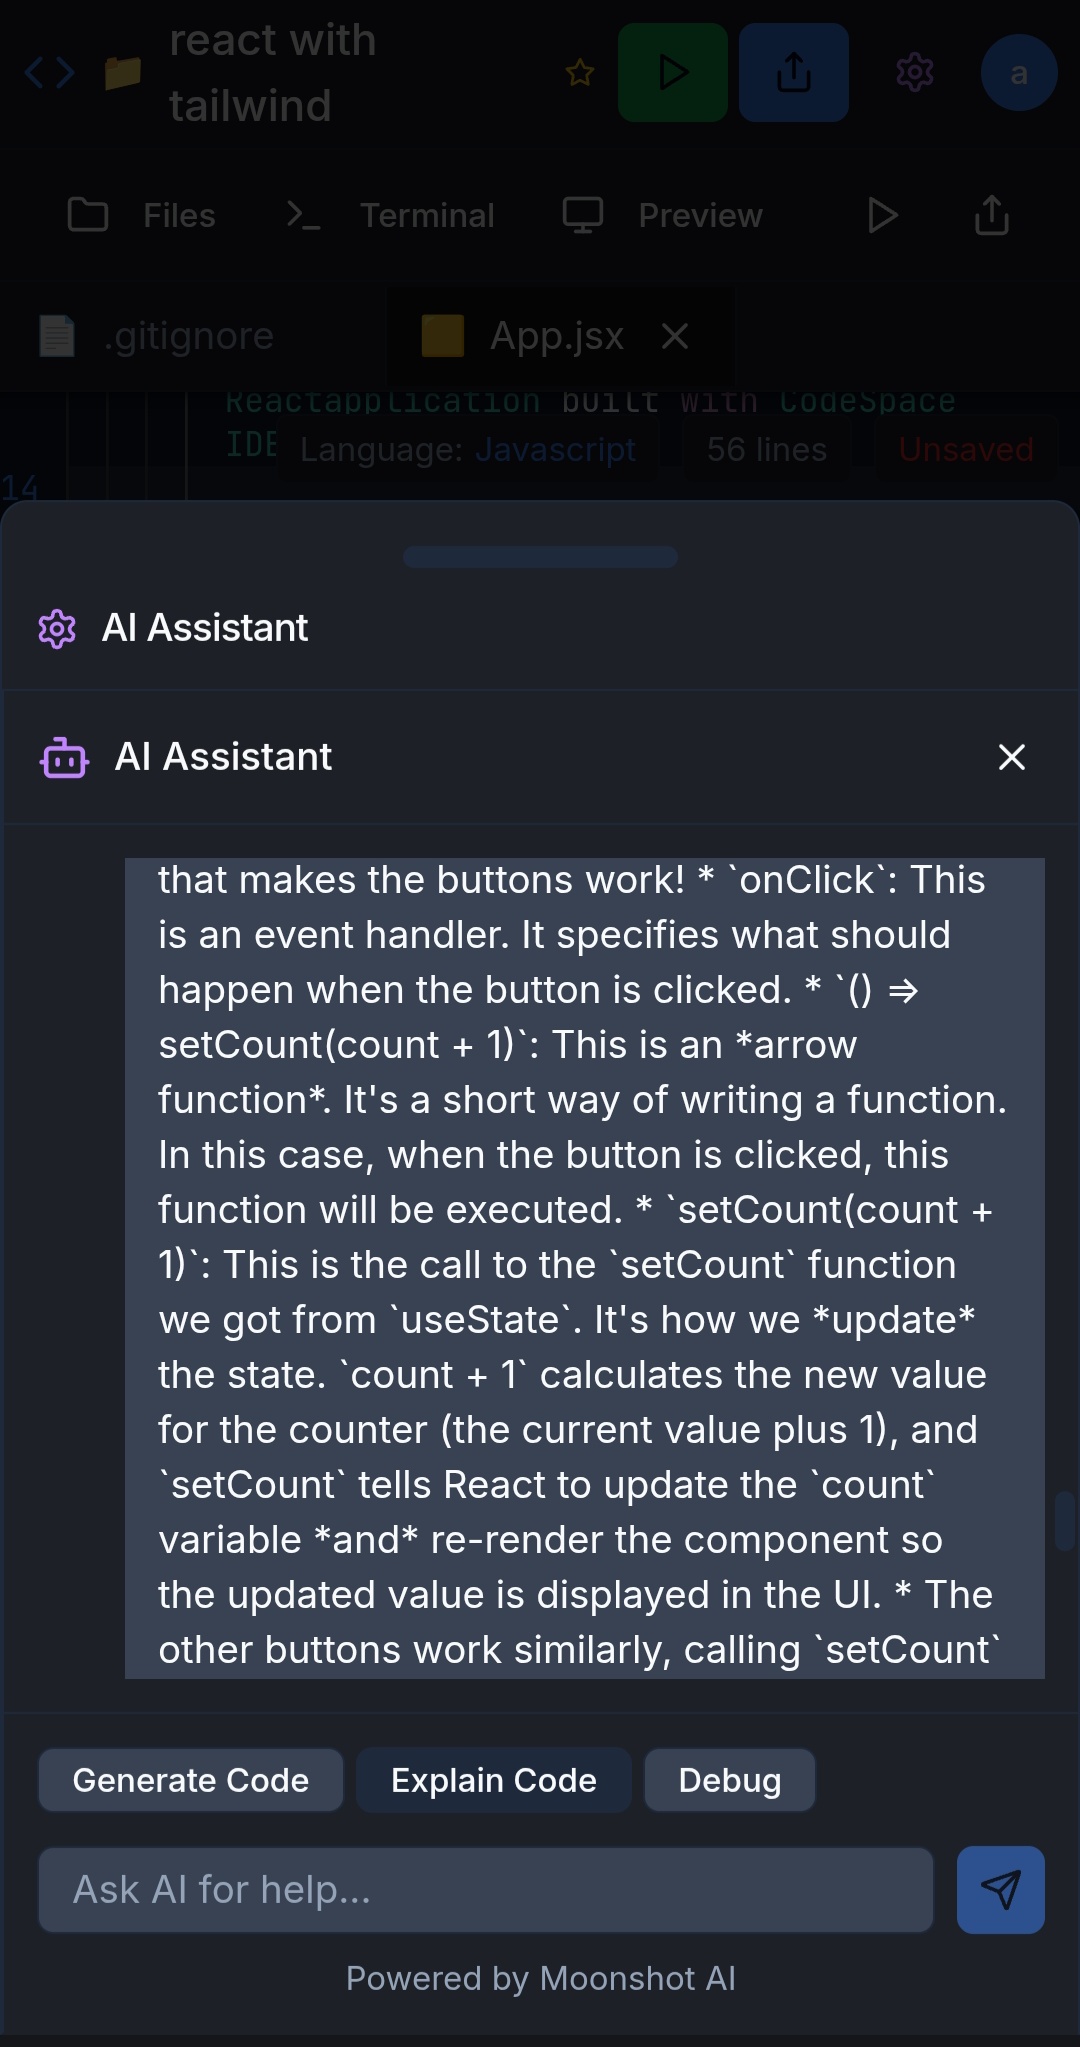 react with
tailwind
a
Files
Terminal
Preview
.gitignore
App.jsx
Reactapplication built with CodeSpace
IDE
Language: Javascript
56 lines
Unsaved
14
AI Assistant
AI Assistant
that makes the buttons work! * `onClick`: This
is an event handler. It specifies what should
happen when the button is clicked. * `() =>
setCount(count + 1)`: This is an *arrow
function*. It's a short way of writing a function.
In this case, when the button is clicked, this
function will be executed. * `setCount(count +
1)`: This is the call to the `setCount` function
we got from `useState`. It's how we *update*
the state. `count + 1` calculates the new value
for the counter (the current value plus 1), and
`setCount` tells React to update the `count`
variable *and* re-render the component so
the updated value is displayed in the UI. * The
other buttons work similarly, calling `setCount`
Generate Code
Explain Code
Debug
Ask AI for help...
Powered by Moonshot AI